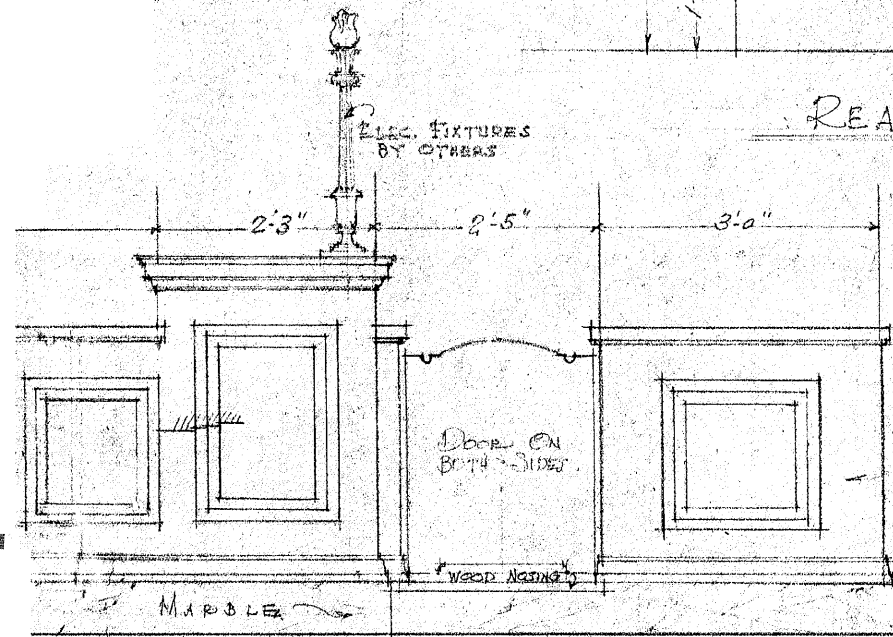 ELEC. FIXTURES
BY OTHERS
REA
2'-3"
2'-5"
3'-0"
DOOR ON
BOTH SIDES.
WOOD NOSING
MARBLE